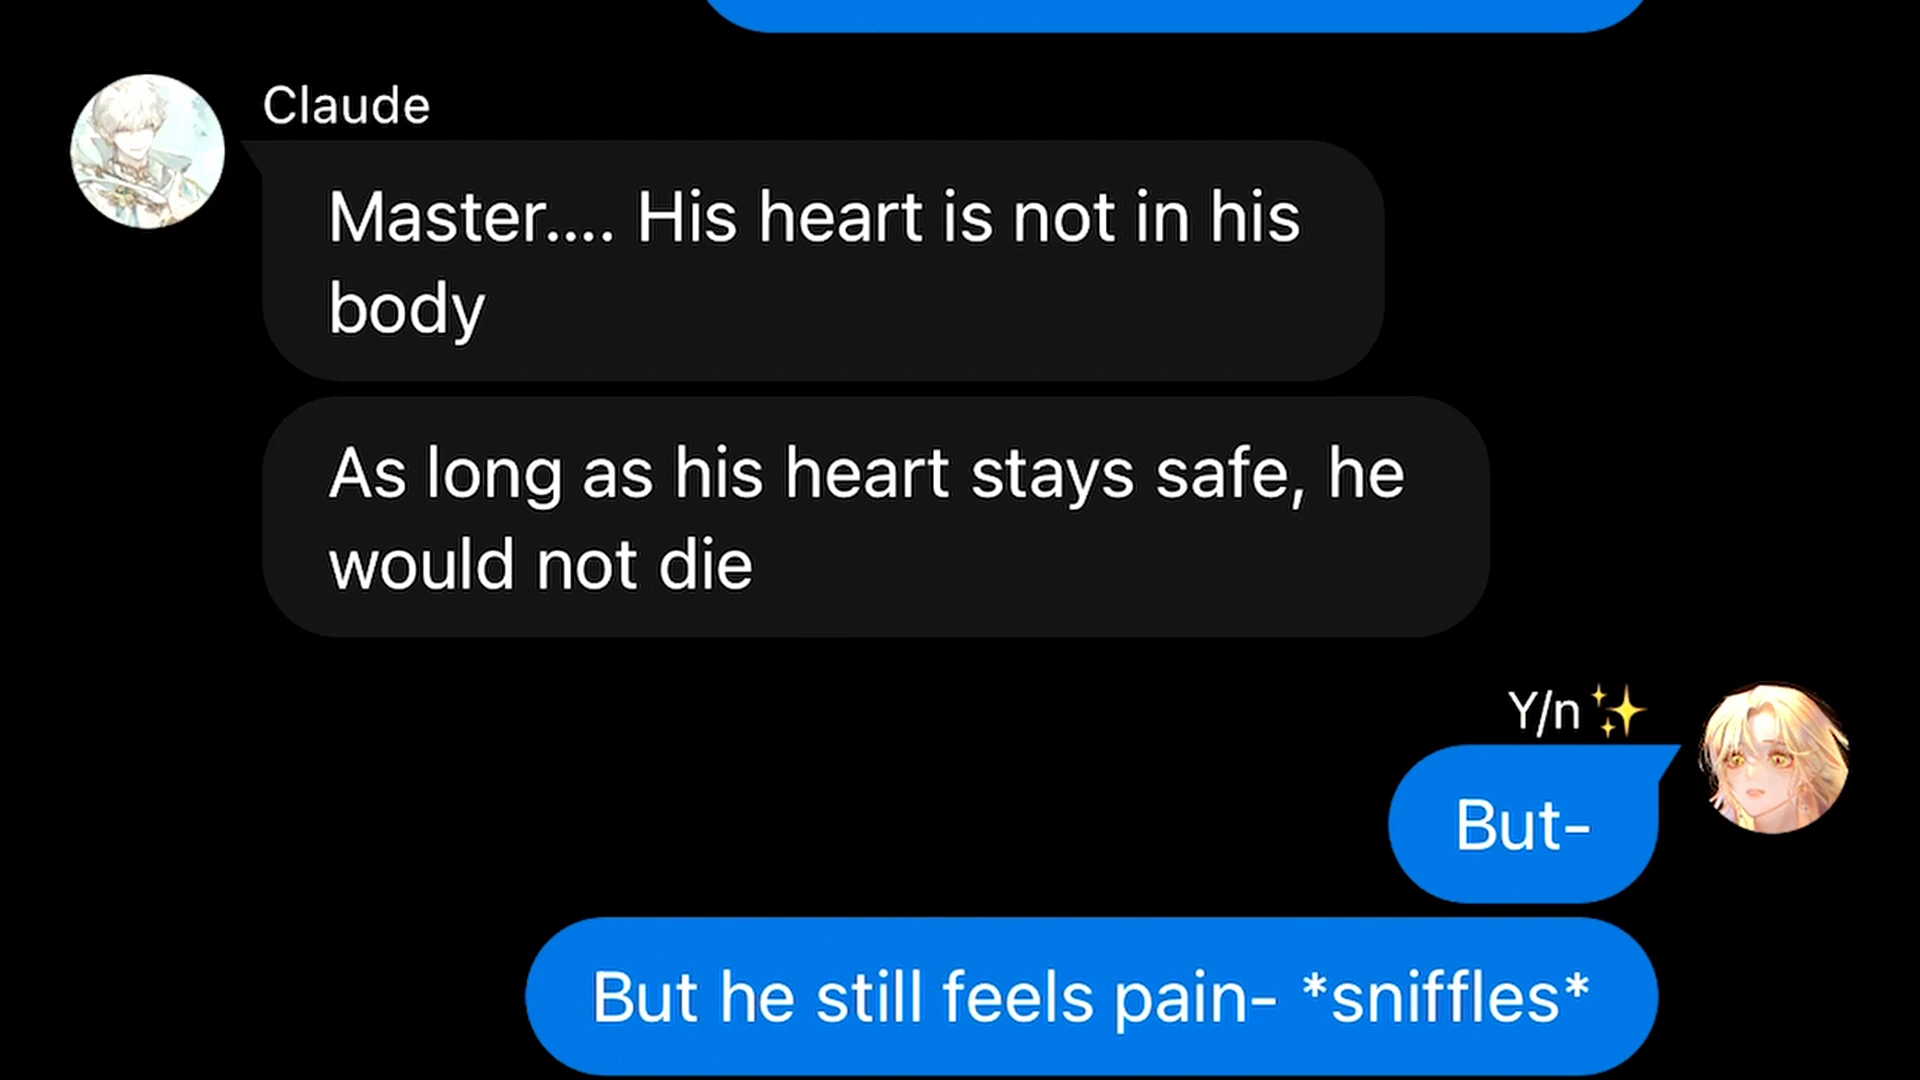 Claude
Master.... His heart is not in his
body
As long as his heart stays safe, he
would not die
Y/n✨
But-
But he still feels pain- *sniffles*